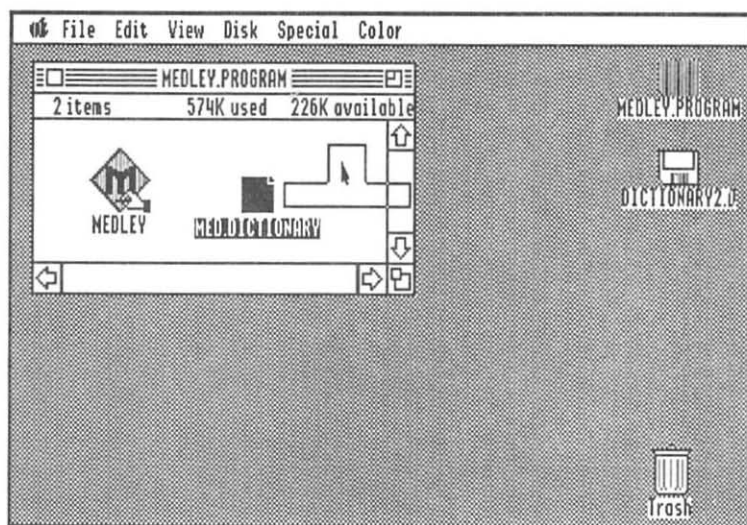 File Edit View Disk Special Color
MEDLEY.PROGRAM
2 items 574K used 226K available
MEDLEY
MED.DICTIONARY
MEDLEY.PROGRAM
DICTIONARY2.D
Trash